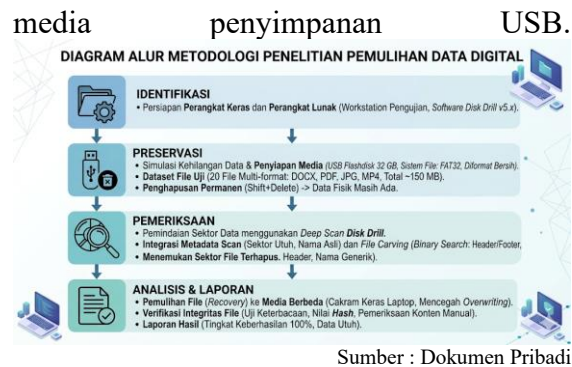 media penyimpanan USB.
DIAGRAM ALUR METODOLOGI PENELITIAN PEMULIHAN DATA DIGITAL
IDENTIFIKASI
• Persiapan Perangkat Keras dan Perangkat Lunak (Workstation Pengujian, Software Disk Drill v5.x).
PRESERVASI
• Simulasi Kehilangan Data & Penyiapan Media (USB Flashdisk 32 GB, Sistem File: FAT32, Diformat Bersih).
• Dataset File Uji (20 File Multi-format: DOCX, PDF, JPG, MP4, Total ~150 MB).
• Penghapusan Permanen (Shift+Delete) -> Data Fisik Masih Ada.
PEMERIKSAAN
• Pemindaian Sektor Data menggunakan Deep Scan Disk Drill.
• Integrasi Metadata Scan (Sektor Utuh, Nama Asli) dan File Carving (Binary Search: Header/Footer,
• Menemukan Sektor File Terhapus. Header, Nama Generik).
ANALISIS & LAPORAN
• Pemulihan File (Recovery) ke Media Berbeda (Cakram Keras Laptop, Mencegah Overwriting).
• Verifikasi Integritas File (Uji Keterbacaan, Nilai Hash, Pemeriksaan Konten Manual).
• Laporan Hasil (Tingkat Keberhasilan 100%, Data Utuh).
Sumber : Dokumen Pribadi